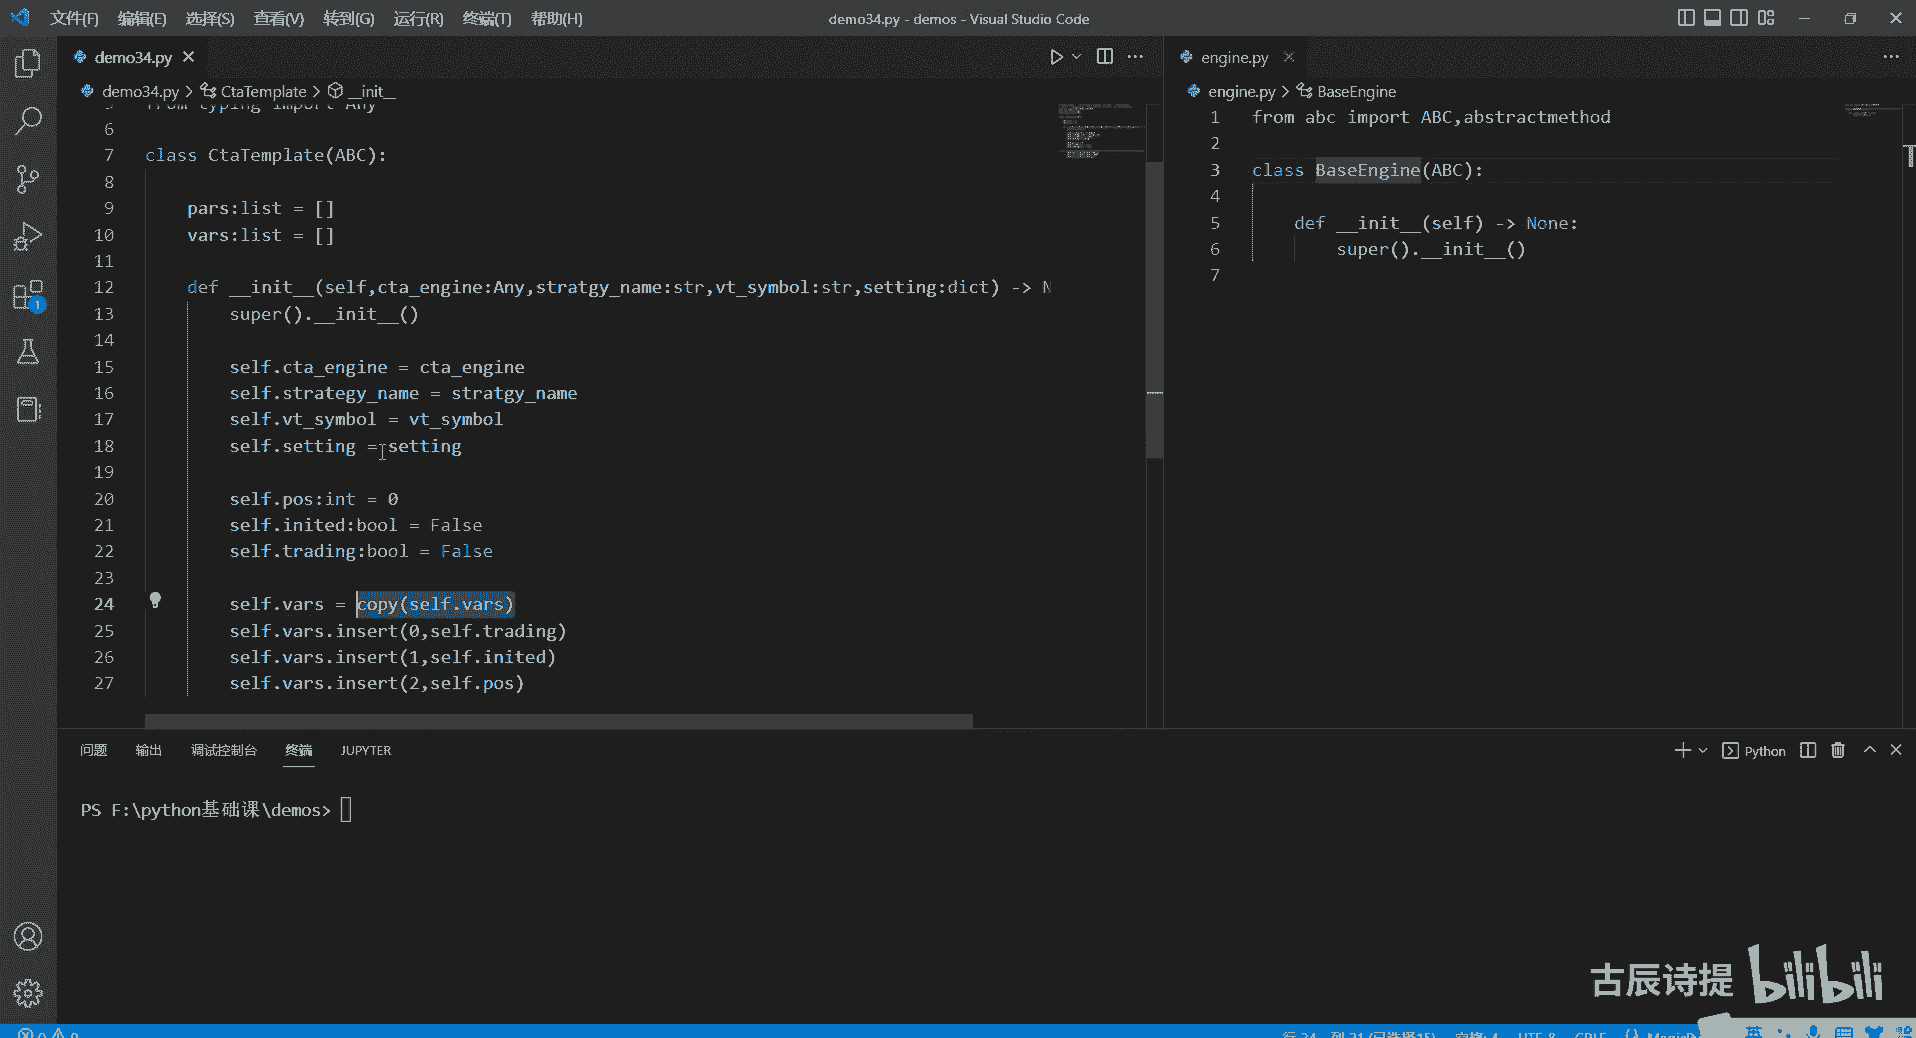 文件(F) 编辑(E) 选择(S) 查看(V) 转到(G) 运行(R) 终端(T) 帮助(H)
demo34.py - demos - Visual Studio Code
demo34.py
demo34.py > CtaTemplate > __init__
from typing import Any
6
7 class CtaTemplate(ABC):
8
9 pars:list = []
10 vars:list = []
11
12 def __init__(self,cta_engine:Any,stratgy_name:str,vt_symbol:str,setting:dict) -> N
13 super().__init__()
14
15 self.cta_engine = cta_engine
16 self.strategy_name = stratgy_name
17 self.vt_symbol = vt_symbol
18 self.setting = setting
19
20 self.pos:int = 0
21 self.inited:bool = False
22 self.trading:bool = False
23
24 self.vars = copy(self.vars)
25 self.vars.insert(0,self.trading)
26 self.vars.insert(1,self.inited)
27 self.vars.insert(2,self.pos)
engine.py
engine.py > BaseEngine
1 from abc import ABC,abstractmethod
2
3 class BaseEngine(ABC):
4
5 def __init__(self) -> None:
6 super().__init__()
7
1
问题 输出 调试控制台 终端 JUPYTER
Python
PS F:\python基础课\demos>
古辰诗提 bilibili
英